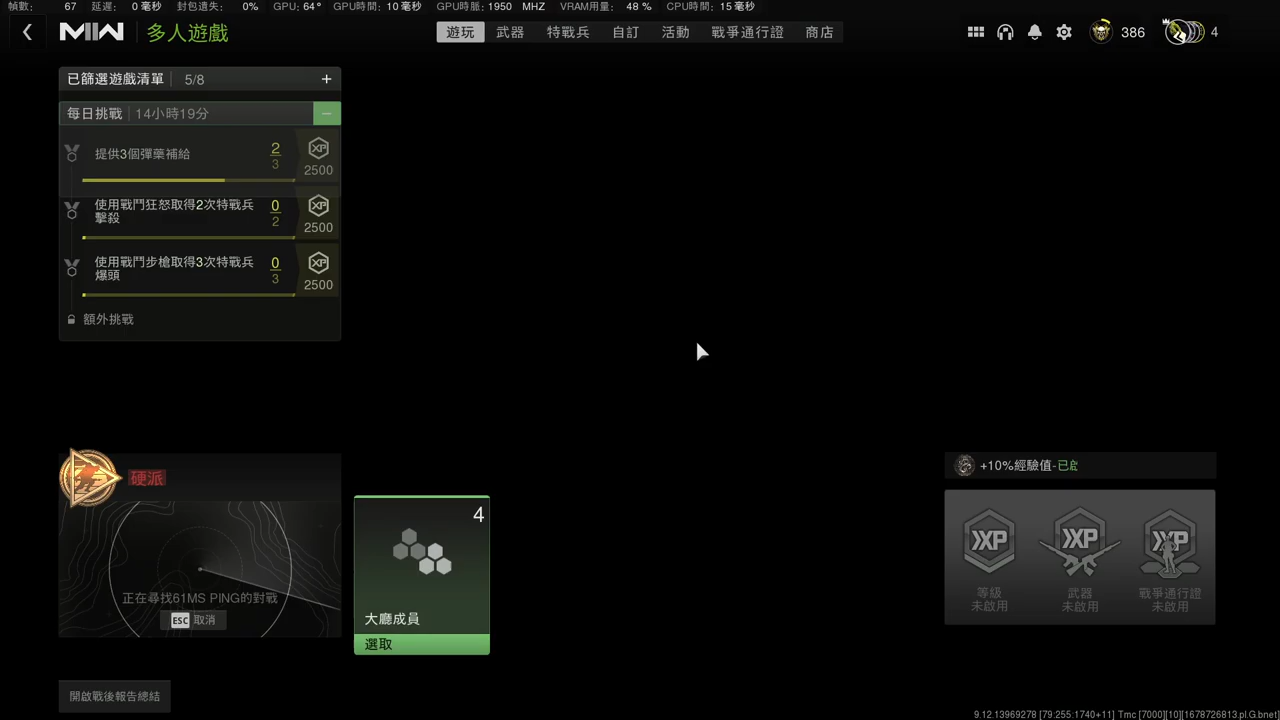 幀數: 67 延遲: 0 毫秒 封包遺失: 0% GPU: 64° GPU時間: 10 毫秒 GPU時脈: 1950 MHZ VRAM用量: 48 % CPU時間: 15 毫秒
MW 多人遊戲 遊玩 武器 特戰兵 自訂 活動 戰爭通行證 商店 386 4
已篩選遊戲清單 5/8 +
每日挑戰 14小時19分 −
提供3個彈藥補給 2/3 XP 2500
使用戰鬥狂怒取得2次特戰兵
擊殺 0/2 XP 2500
使用戰鬥步槍取得3次特戰兵
爆頭 0/3 XP 2500
額外挑戰
硬派
正在尋找61MS PING的對戰
ESC 取消
4
大廳成員
選取
+10%經驗值-已啟
XP XP XP
等級 武器 戰爭通行證
未啟用 未啟用 未啟用
開啟戰後報告總結
9.12.13969278 [79:255:1740+11] Tmc [7000][10][1678726813.pl.G.bnet]